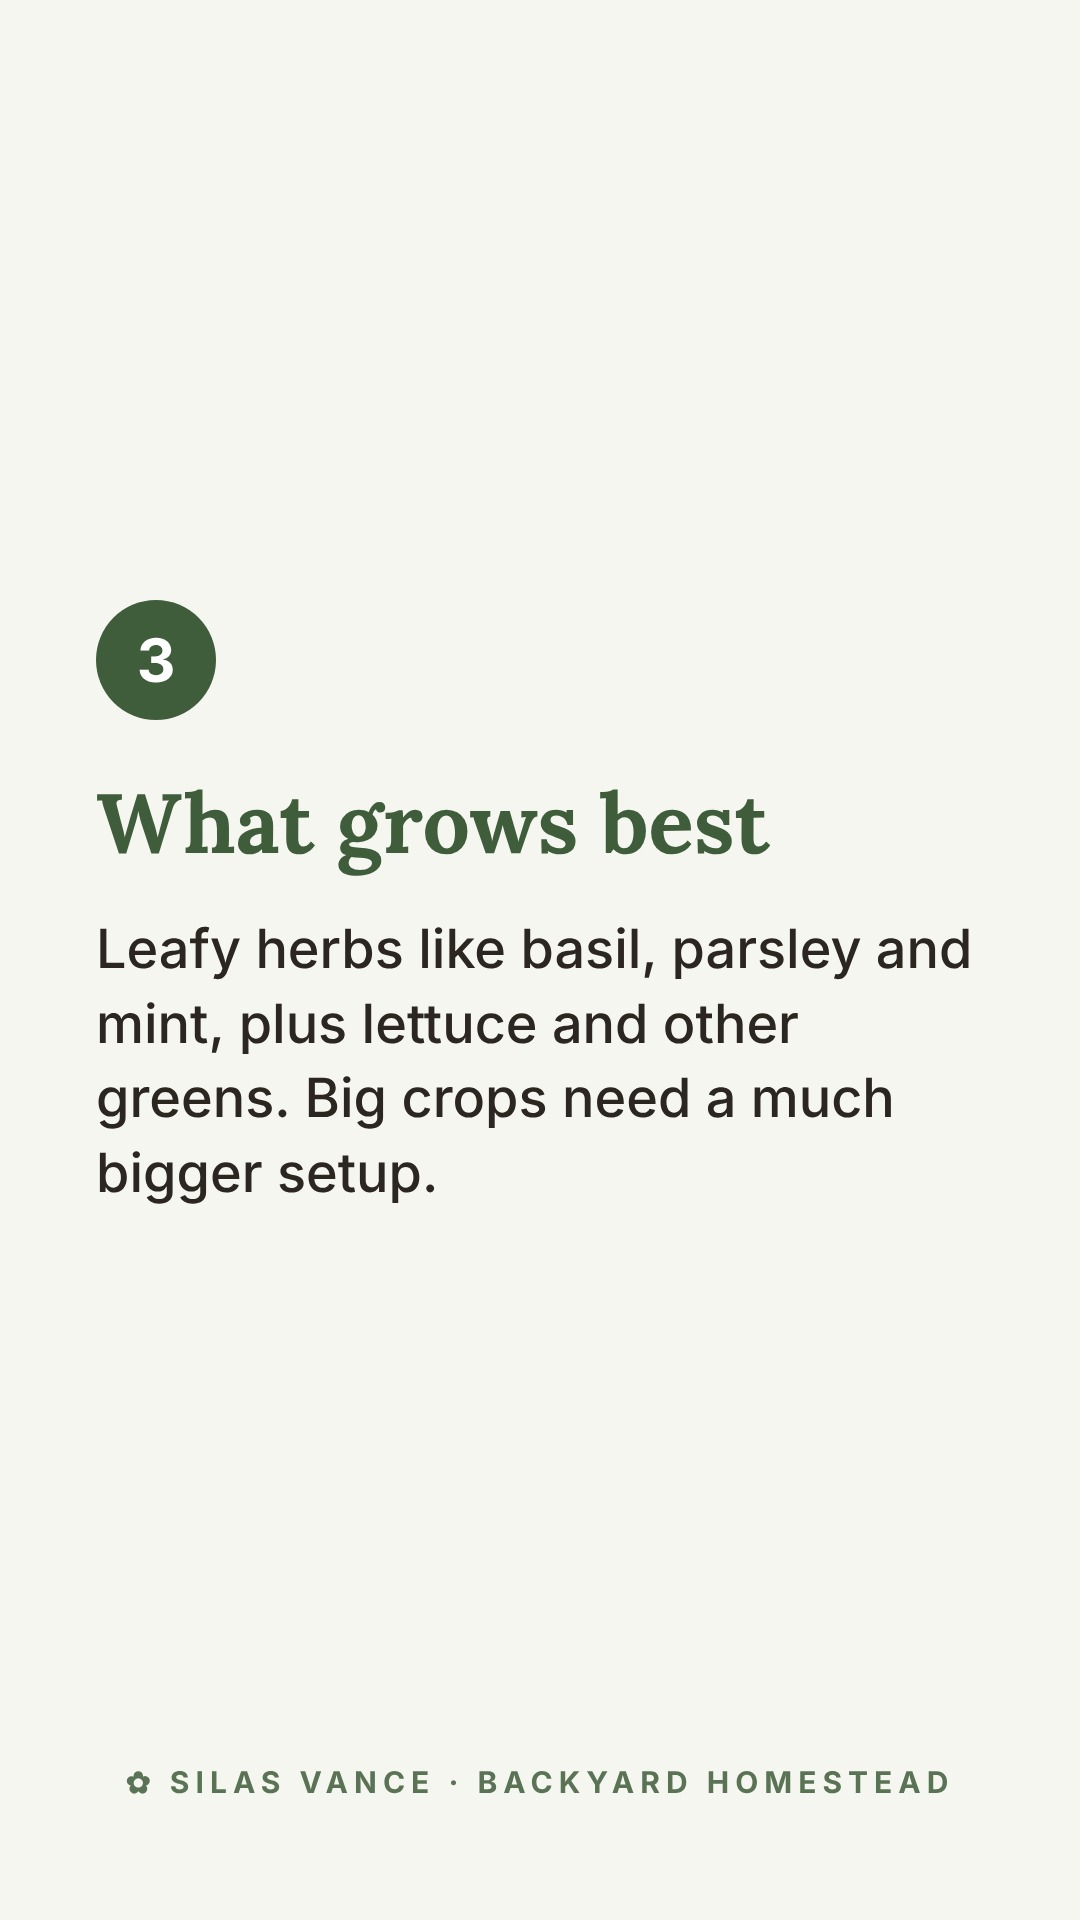 3
What grows best
Leafy herbs like basil, parsley and
mint, plus lettuce and other
greens. Big crops need a much
bigger setup.
✿ SILAS VANCE · BACKYARD HOMESTEAD